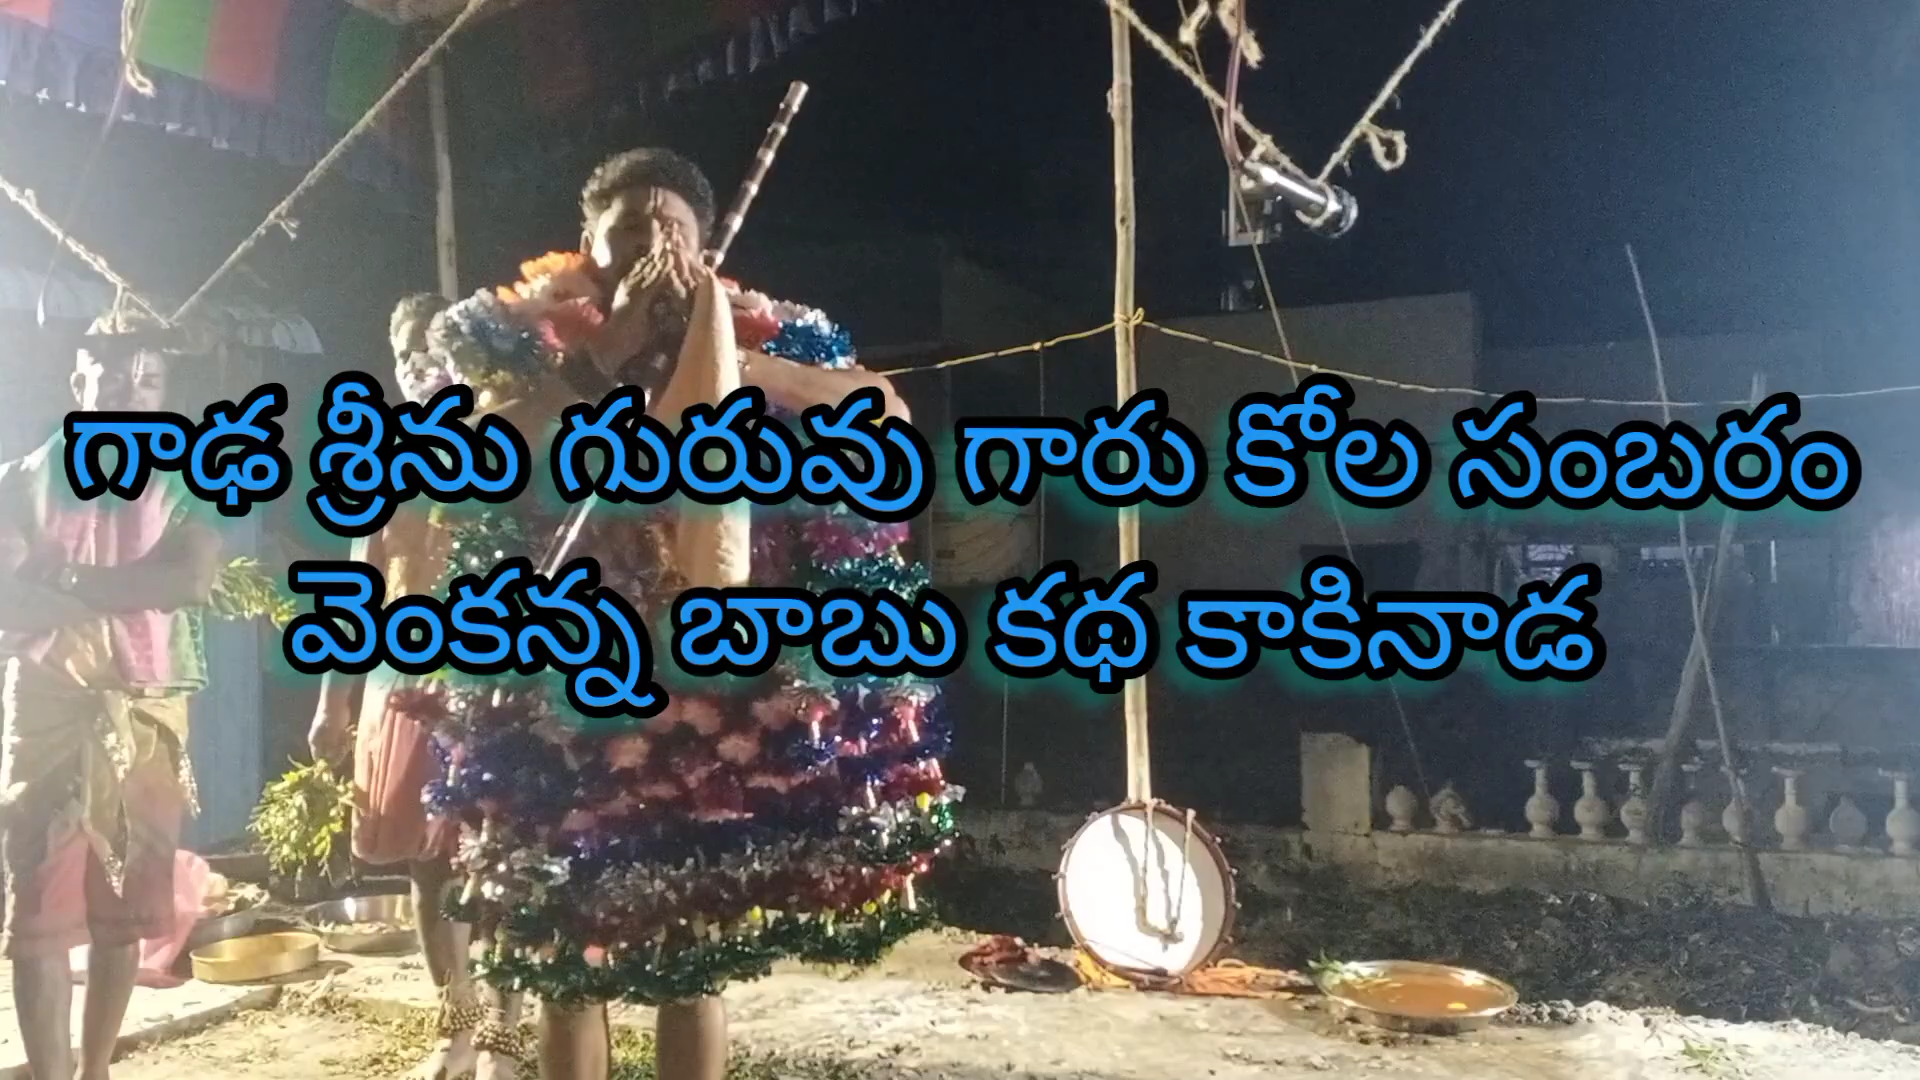 గాఢ శ్రీను గురువు గారు కోల సంబరం
వెంకన్న బాబు కథ కాకినాడ